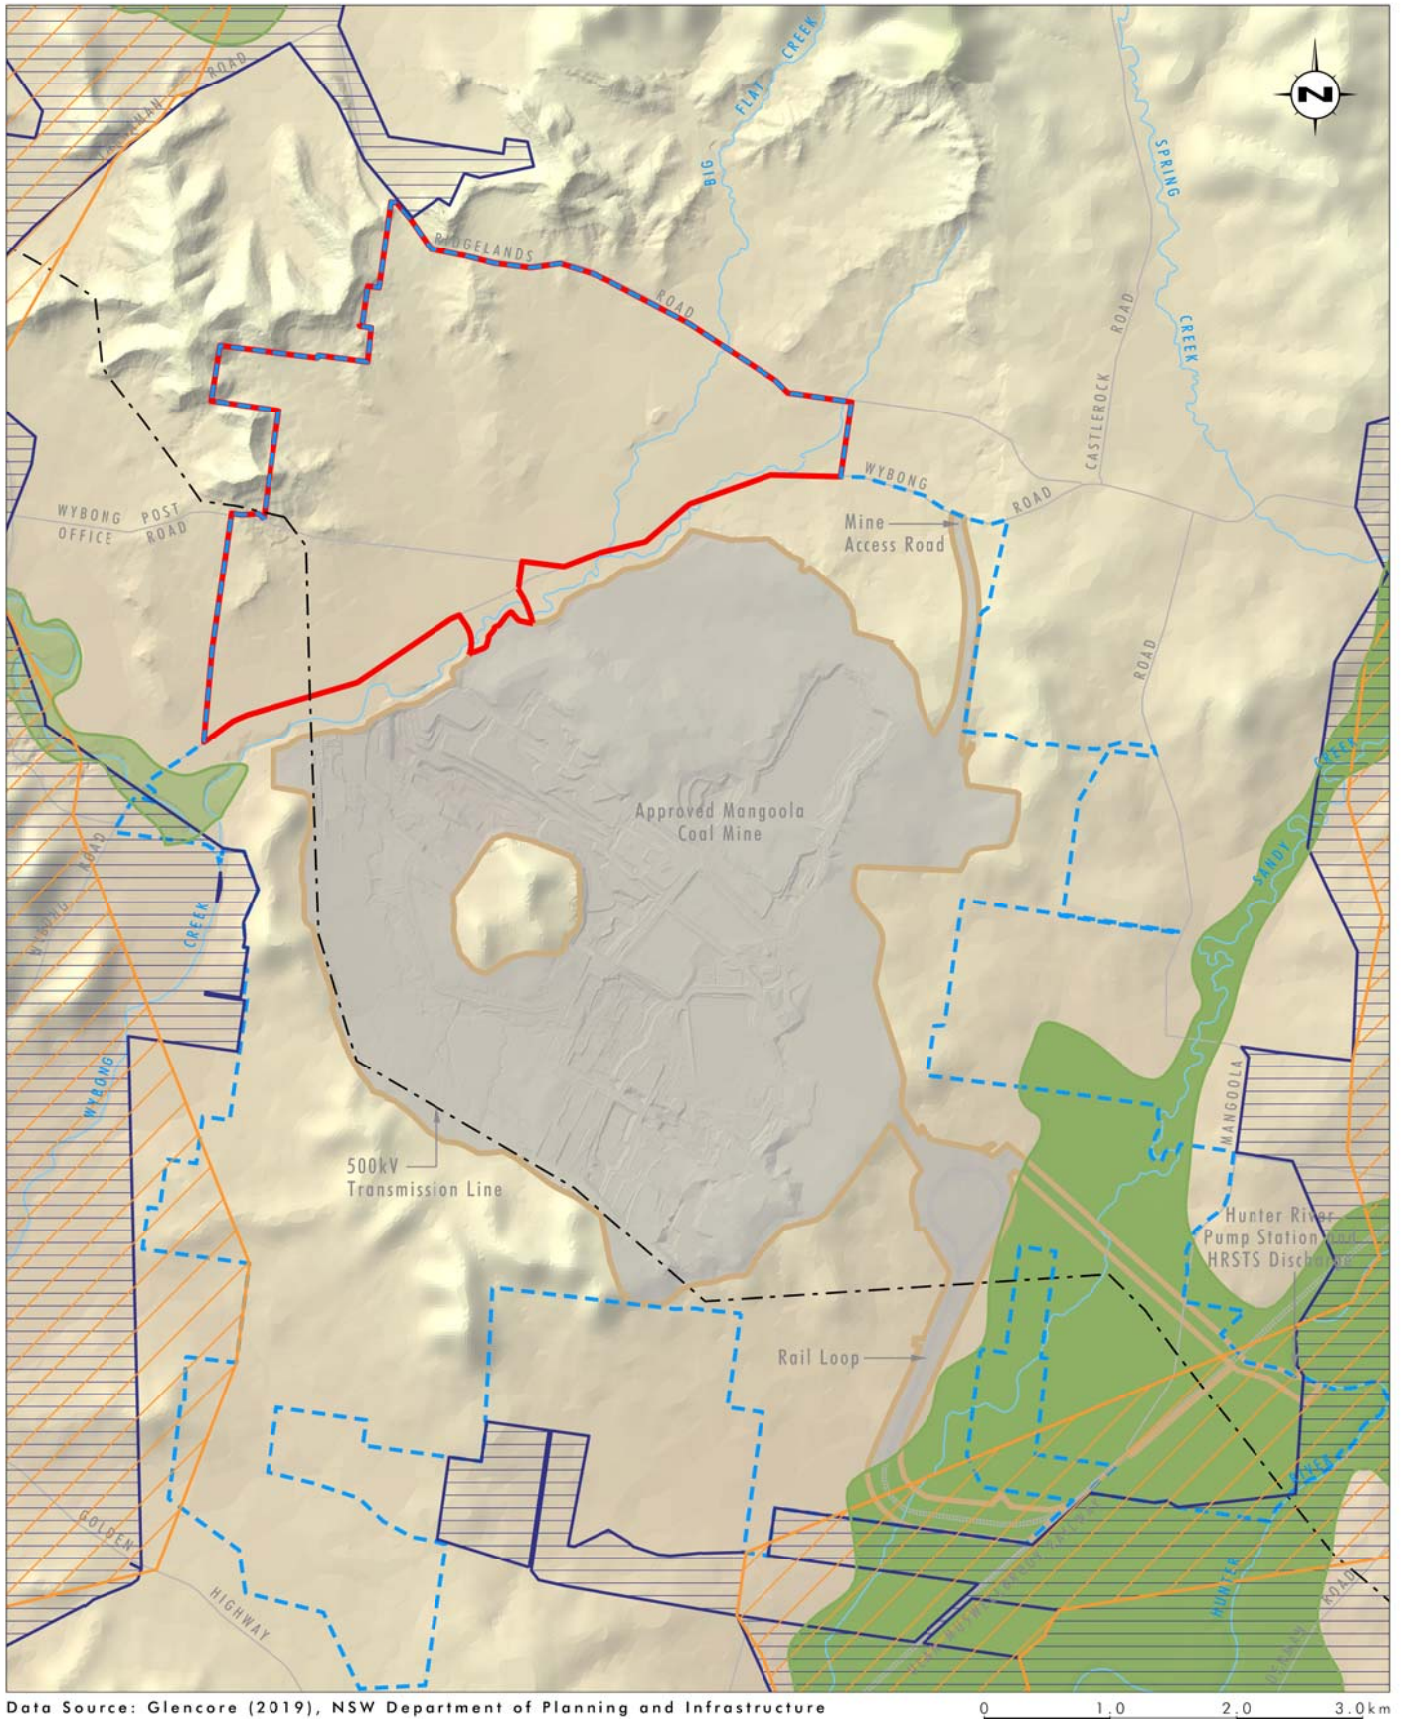 ROAD
BIG
FLAT
CREEK
N
SPRING
CREEK
RIDGELANDS
ROAD
ROAD
CASTLEROCK
WYBONG
ROAD
WYBONG POST
OFFICE ROAD
Mine
Access Road
ROAD
Approved Mangoola
Coal Mine
CREEK
SANDY
ROAD
WYBONG
CREEK
WYBONG
MANGOOLA
500kV
Transmission Line
Hunter River
Pump Station and
HRSTS Discharge
Rail Loop
RIVER
HUNTER
GOLDEN
HIGHWAY
ROAD
Data Source: Glencore (2019), NSW Department of Planning and Infrastructure
0 1.0 2.0 3.0km